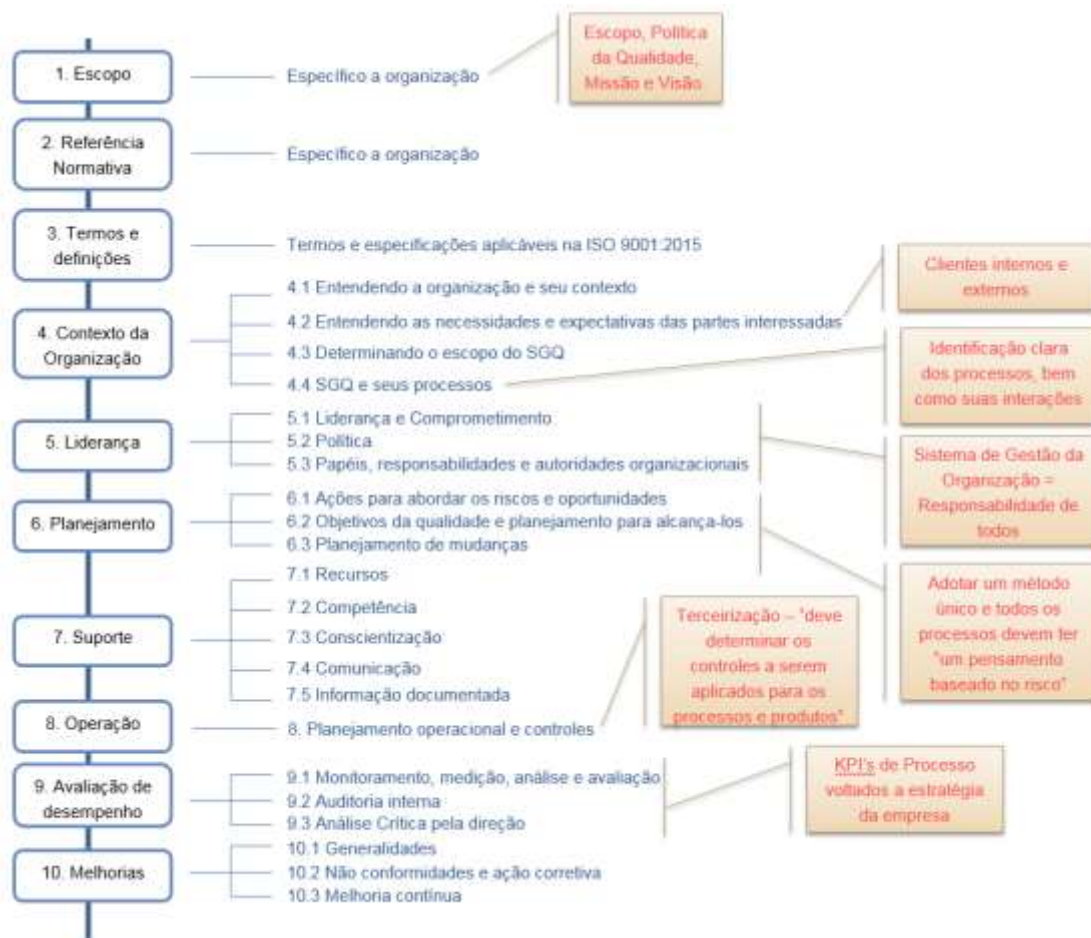 1. Escopo
Específico a organização
Escopo, Política
da Qualidade,
Missão e Visão
2. Referência
Normativa
Específico a organização
3. Termos e
definições
Termos e especificações aplicáveis na ISO 9001:2015
4. Contexto da
Organização
4.1 Entendendo a organização e seu contexto
4.2 Entendendo as necessidades e expectativas das partes interessadas
4.3 Determinando o escopo do SGQ
4.4 SGQ e seus processos
Clientes internos e
externos
Identificação clara
dos processos, bem
como suas interações
5. Liderança
5.1 Liderança e Comprometimento
5.2 Política
5.3 Papéis, responsabilidades e autoridades organizacionais
Sistema de Gestão da
Organização =
Responsabilidade de
todos
6. Planejamento
6.1 Ações para abordar os riscos e oportunidades
6.2 Objetivos da qualidade e planejamento para alcança-los
6.3 Planejamento de mudanças
Adotar um método
único e todos os
processos devem ter
"um pensamento
baseado no risco"
7. Suporte
7.1 Recursos
7.2 Competência
7.3 Conscientização
7.4 Comunicação
7.5 Informação documentada
Terceirização – "deve
determinar os
controles a serem
aplicados para os
processos e produtos"
8. Operação
8. Planejamento operacional e controles
9. Avaliação de
desempenho
9.1 Monitoramento, medição, análise e avaliação
9.2 Auditoria interna
9.3 Análise Crítica pela direção
KPI's de Processo
voltados a estratégia
da empresa
10. Melhorias
10.1 Generalidades
10.2 Não conformidades e ação corretiva
10.3 Melhoria contínua